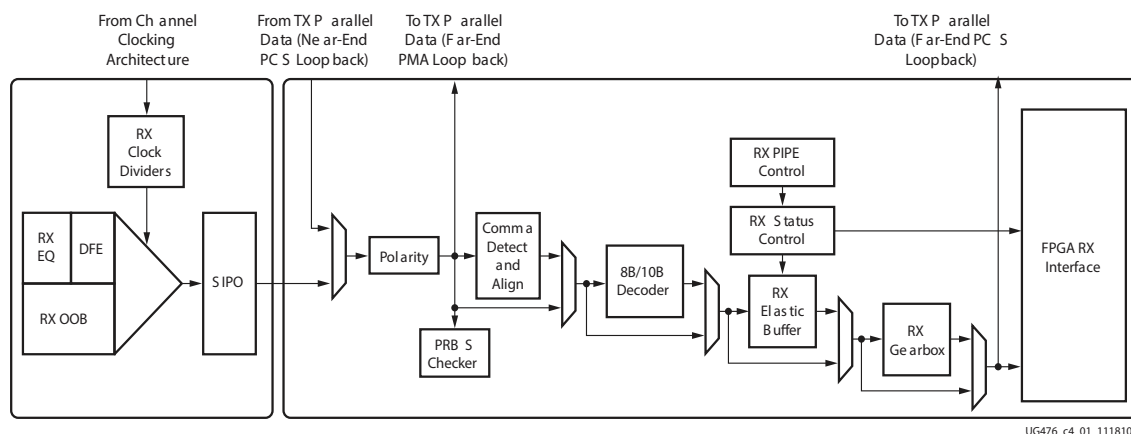 From Channel
Clocking
Architecture
From TX Parallel
Data (Near-End
PCS Loopback)
To TX Parallel
Data (Far-End
PMA Loopback)
To TX Parallel
Data (Far-End PCS
Loopback)
RX
Clock
Dividers
RX
EQ
DFE
RX OOB
SIPO
Polarity
Comma
Detect
and
Align
PRBS
Checker
8B/10B
Decoder
RX PIPE
Control
RX Status
Control
RX
Elastic
Buffer
RX
Gearbox
FPGA RX
Interface
UG476_c4_01_111810